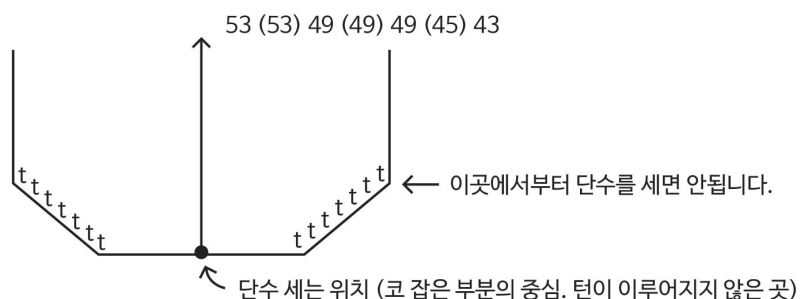 53 (53) 49 (49) 49 (45) 43
t
t
t
t
t
t
t
t
t
t
t
t
t
t
이곳에서부터 단수를 세면 안됩니다.
단수 세는 위치 (코 잡은 부분의 중심. 턴이 이루어지지 않은 곳)